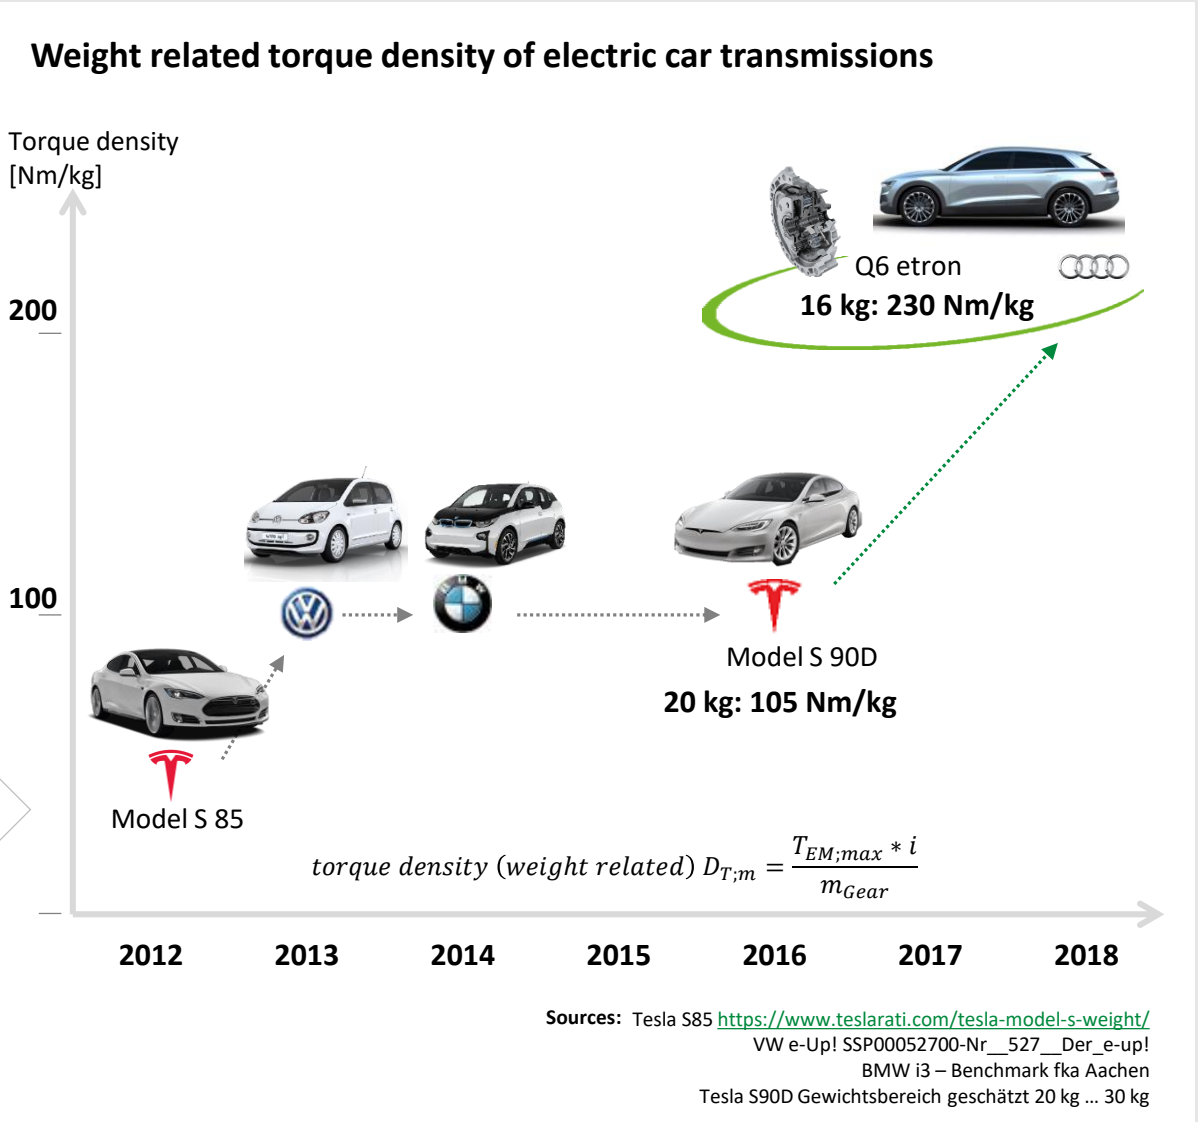 Weight related torque density of electric car transmissions
Torque density
[Nm/kg]
200
100
Q6 etron
16 kg: 230 Nm/kg
Model S 90D
20 kg: 105 Nm/kg
Model S 85
torque density (weight related) D_{T;m} = \frac{T_{EM;max} * i}{m_{Gear}}
2012 2013 2014 2015 2016 2017 2018
Sources: Tesla S85 https://www.teslarati.com/tesla-model-s-weight/
VW e-Up! SSP00052700-Nr__527__Der_e-up!
BMW i3 – Benchmark fka Aachen
Tesla S90D Gewichtsbereich geschätzt 20 kg ... 30 kg